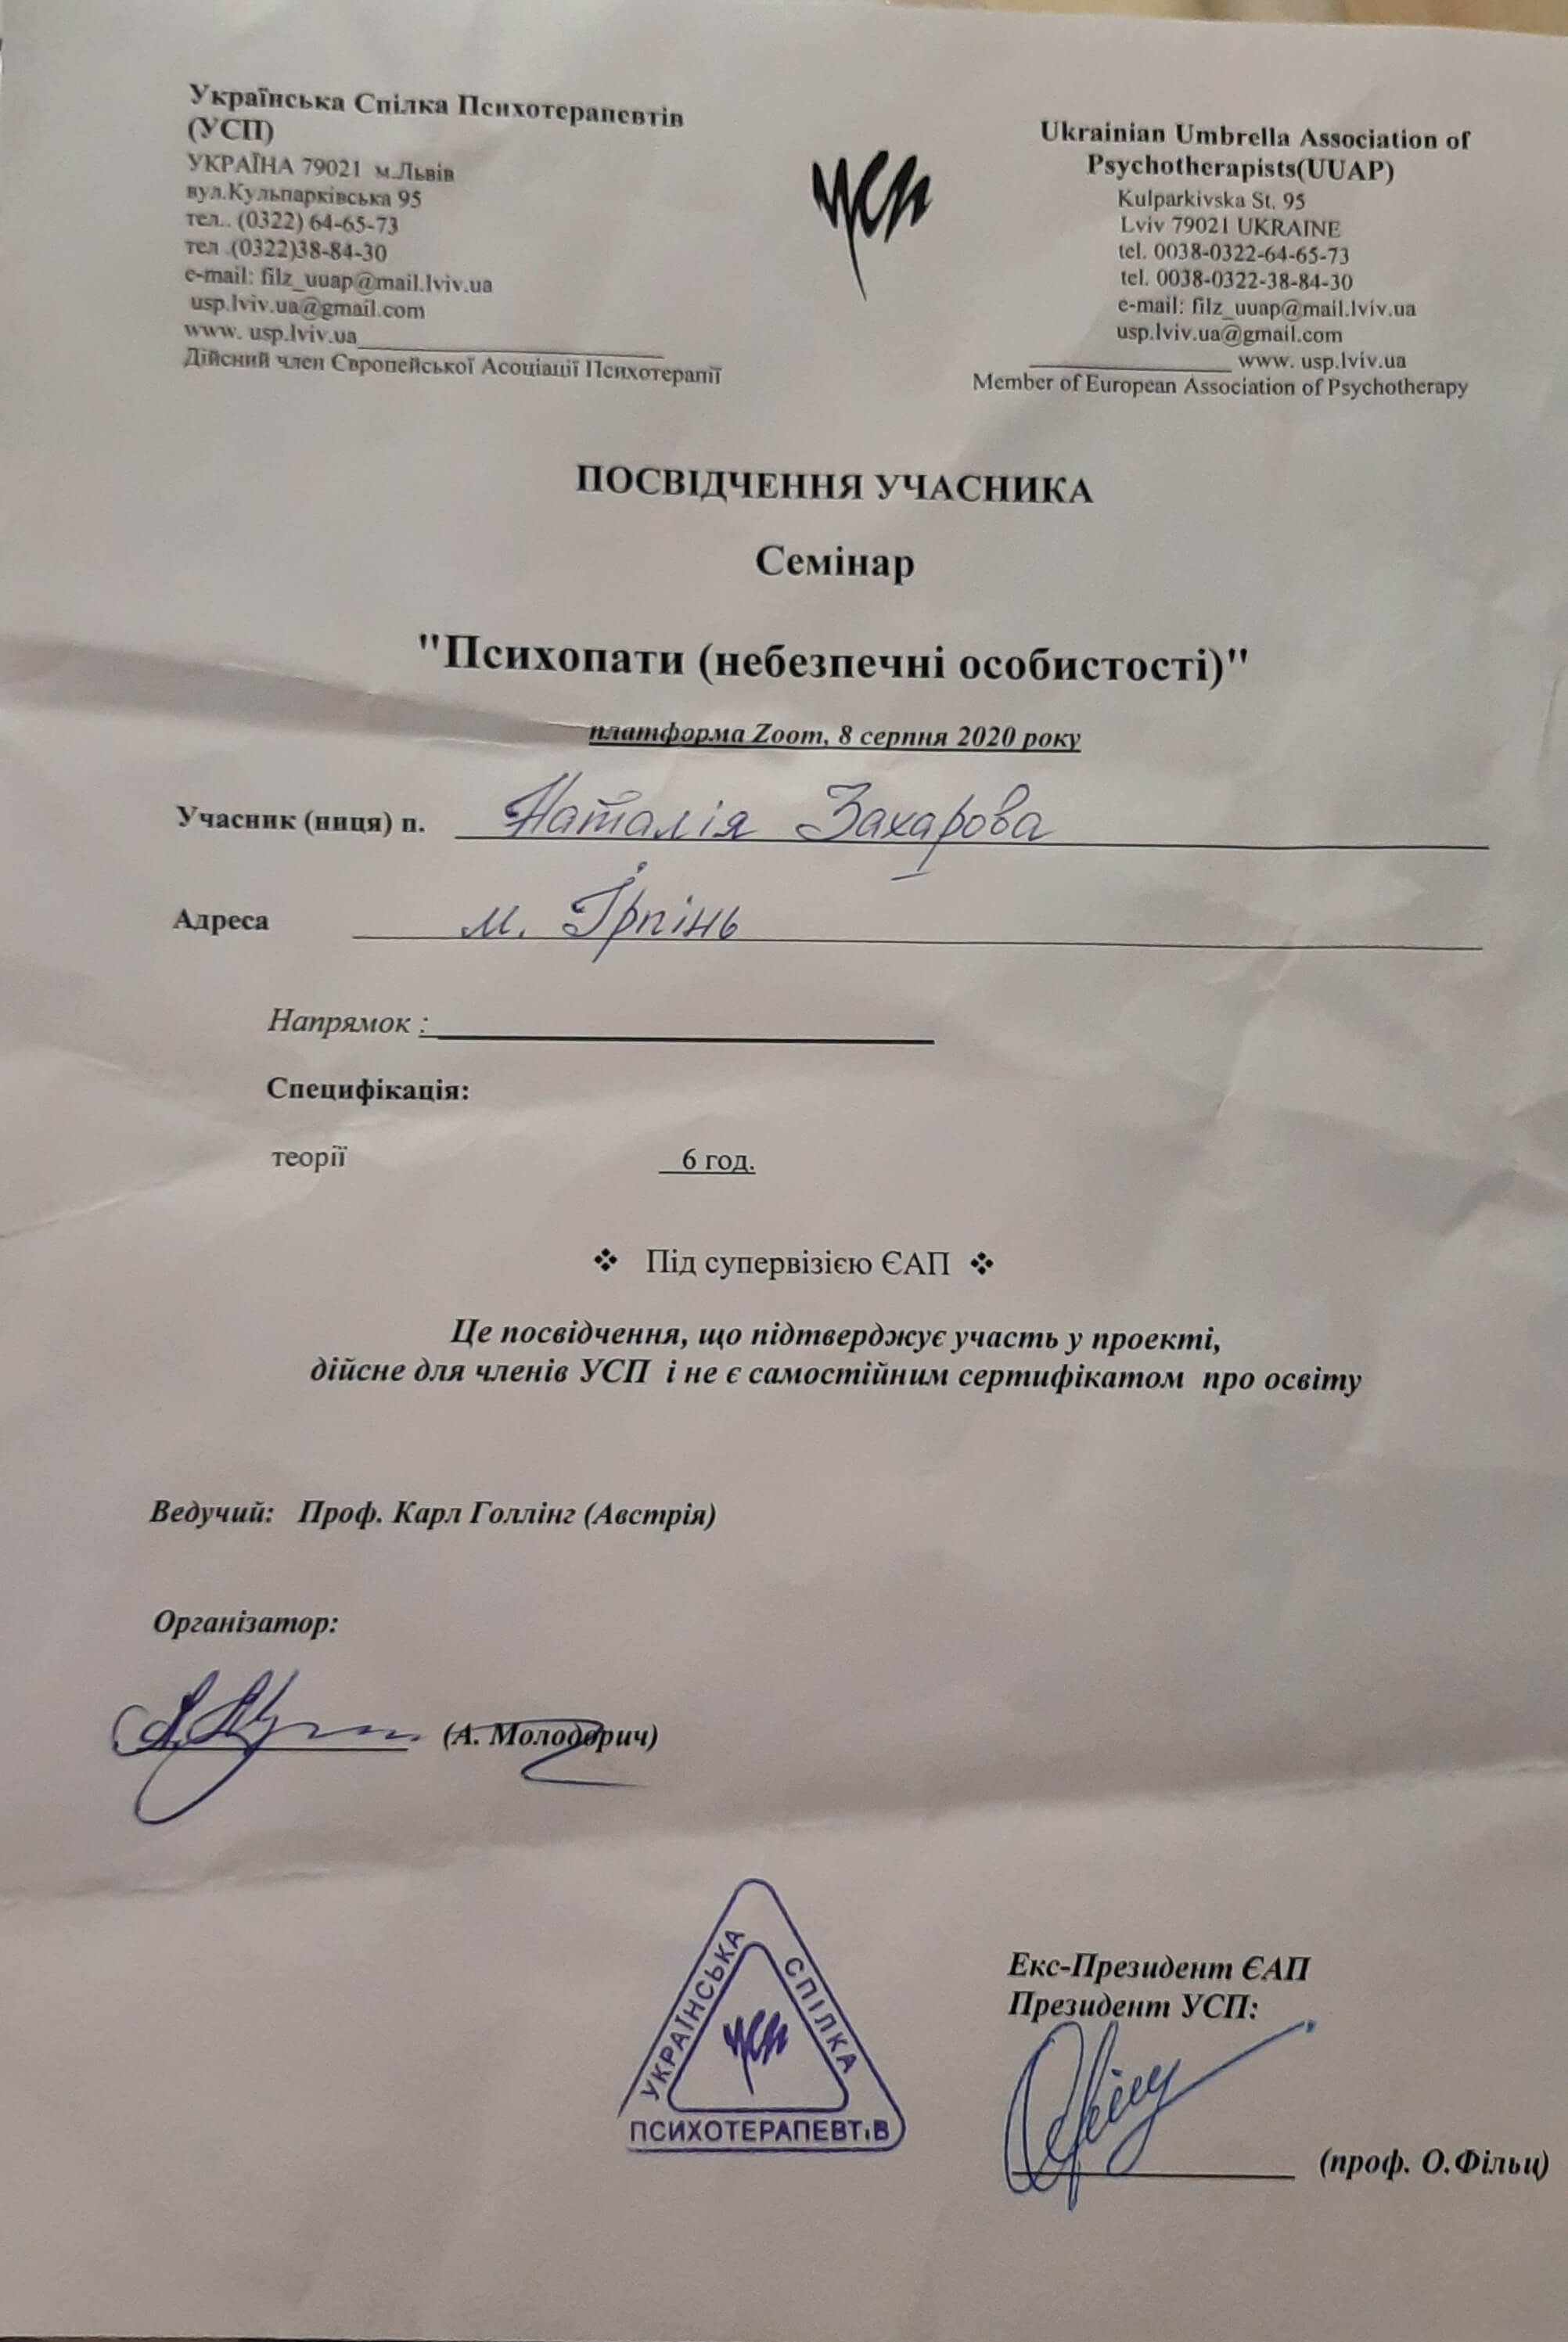 Українська Спілка Психотерапевтів
(УСП)
УКРАЇНА 79021 м.Львів
вул.Кульпарківська 95
тел.. (0322) 64-65-73
тел .(0322)38-84-30
e-mail: filz_uuap@mail.lviv.ua
usp.lviv.ua@gmail.com
www. usp.lviv.ua
Дійсний член Європейської Асоціації Психотерапії
усп
Ukrainian Umbrella Association of
Psychotherapists(UUAP)
Kulparkivska St. 95
Lviv 79021 UKRAINE
tel. 0038-0322-64-65-73
tel. 0038-0322-38-84-30
e-mail: filz_uuap@mail.lviv.ua
usp.lviv.ua@gmail.com
www. usp.lviv.ua
Member of European Association of Psychotherapy
ПОСВІДЧЕННЯ УЧАСНИКА
Семінар
"Психопати (небезпечні особистості)"
платформа Zoom, 8 серпня 2020 року
Учасник (ниця) п. Наталія Захарова
Адреса м. Ірпінь
Напрямок :
Специфікація:
теорії 6 год.
❖ Під супервізією ЄАП ❖
Це посвідчення, що підтверджує участь у проекті,
дійсне для членів УСП і не є самостійним сертифікатом про освіту
Ведучий: Проф. Карл Голлінг (Австрія)
Організатор:
(А. Молодорич)
УКРАЇНСЬКА СПІЛКА
усп
ПСИХОТЕРАПЕВТІВ
Екс-Президент ЄАП
Президент УСП:
(проф. О.Фільц)